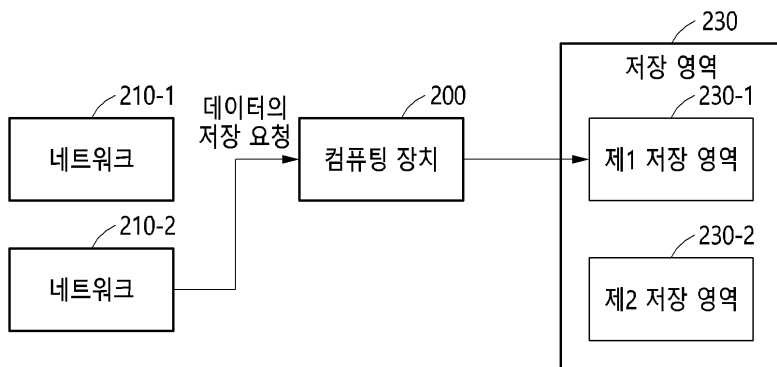 230
저장 영역
210-1
네트워크
데이터의
저장 요청
200
컴퓨팅 장치
230-1
제1 저장 영역
210-2
네트워크
230-2
제2 저장 영역